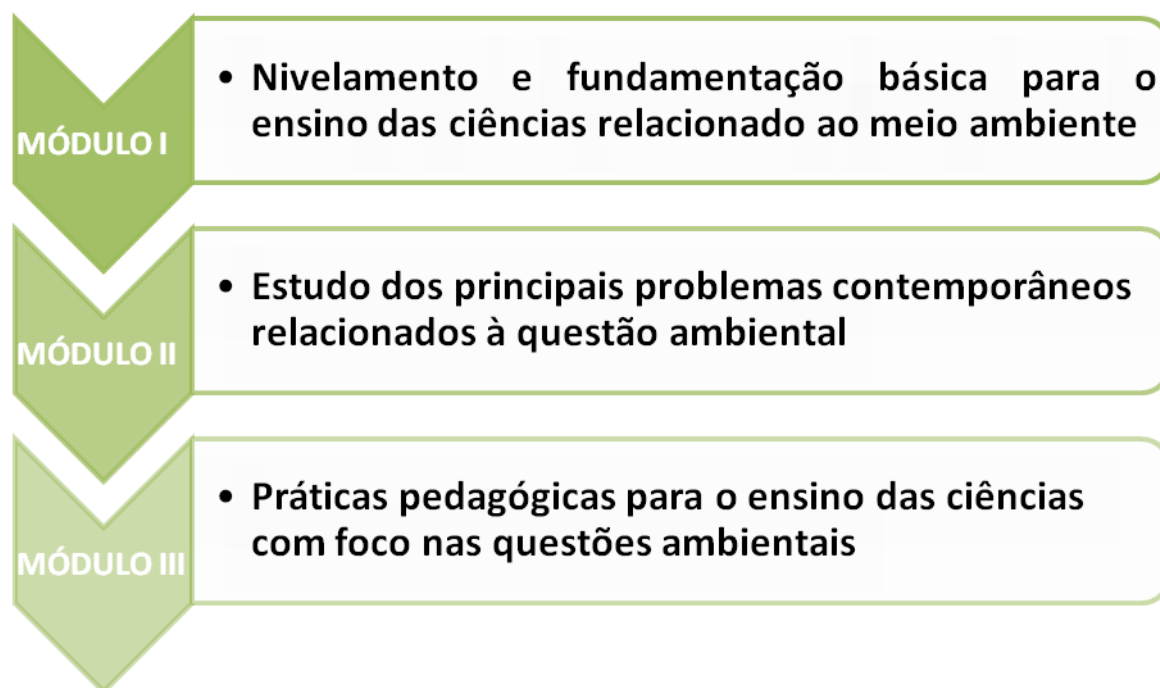 MÓDULO I
• Nivelamento e fundamentação básica para o
ensino das ciências relacionado ao meio ambiente
MÓDULO II
• Estudo dos principais problemas contemporâneos
relacionados à questão ambiental
MÓDULO III
• Práticas pedagógicas para o ensino das ciências
com foco nas questões ambientais